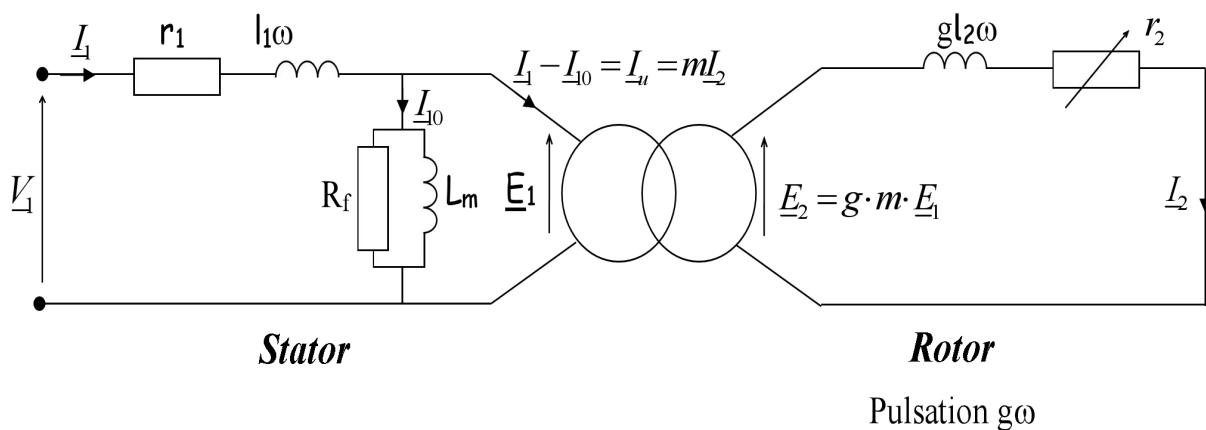 I₁
r₁
l₁ω
I₁ − I₁₀ = Iᵤ = mI₂
gl₂ω
r₂
I₁₀
V₁
R_f
Lₘ
E₁
E₂ = g·m·E₁
I₂
Stator
Rotor
Pulsation gω